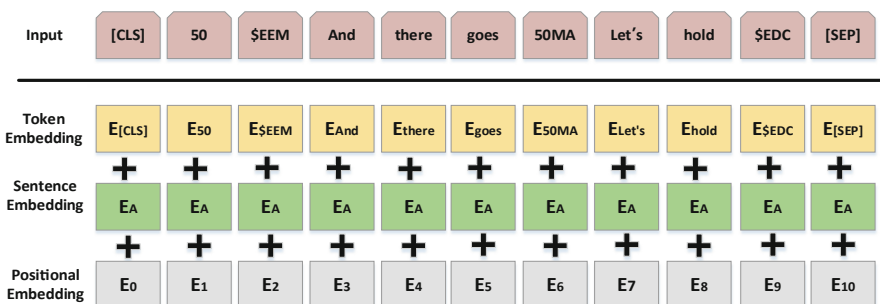 Input [CLS] 50 $EEM And there goes 50MA Let's hold $EDC [SEP]
Token Embedding E[CLS] E50 E$EEM EAnd Ethere Egoes E50MA ELet's Ehold E$EDC E[SEP]
+ + + + + + + + + + +
Sentence Embedding EA EA EA EA EA EA EA EA EA EA EA
+ + + + + + + + + + +
Positional Embedding E0 E1 E2 E3 E4 E5 E6 E7 E8 E9 E10